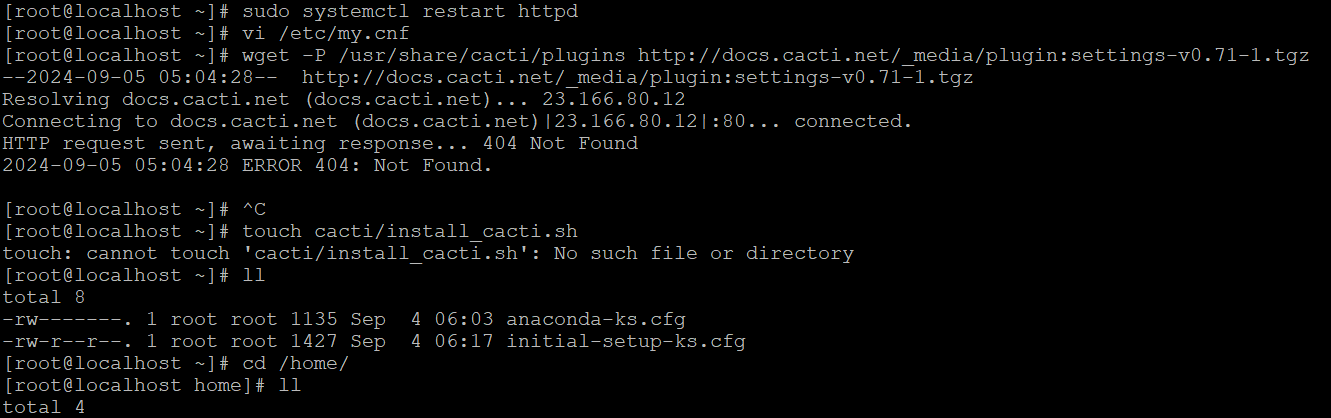 [root@localhost ~]# sudo systemctl restart httpd
[root@localhost ~]# vi /etc/my.cnf
[root@localhost ~]# wget -P /usr/share/cacti/plugins http://docs.cacti.net/_media/plugin:settings-v0.71-1.tgz
--2024-09-05 05:04:28--  http://docs.cacti.net/_media/plugin:settings-v0.71-1.tgz
Resolving docs.cacti.net (docs.cacti.net)... 23.166.80.12
Connecting to docs.cacti.net (docs.cacti.net)|23.166.80.12|:80... connected.
HTTP request sent, awaiting response... 404 Not Found
2024-09-05 05:04:28 ERROR 404: Not Found.
[root@localhost ~]# ^C
[root@localhost ~]# touch cacti/install_cacti.sh
touch: cannot touch 'cacti/install_cacti.sh': No such file or directory
[root@localhost ~]# ll
total 8
-rw-------. 1 root root 1135 Sep  4 06:03 anaconda-ks.cfg
-rw-r--r--. 1 root root 1427 Sep  4 06:17 initial-setup-ks.cfg
[root@localhost ~]# cd /home/
[root@localhost home]# ll
total 4